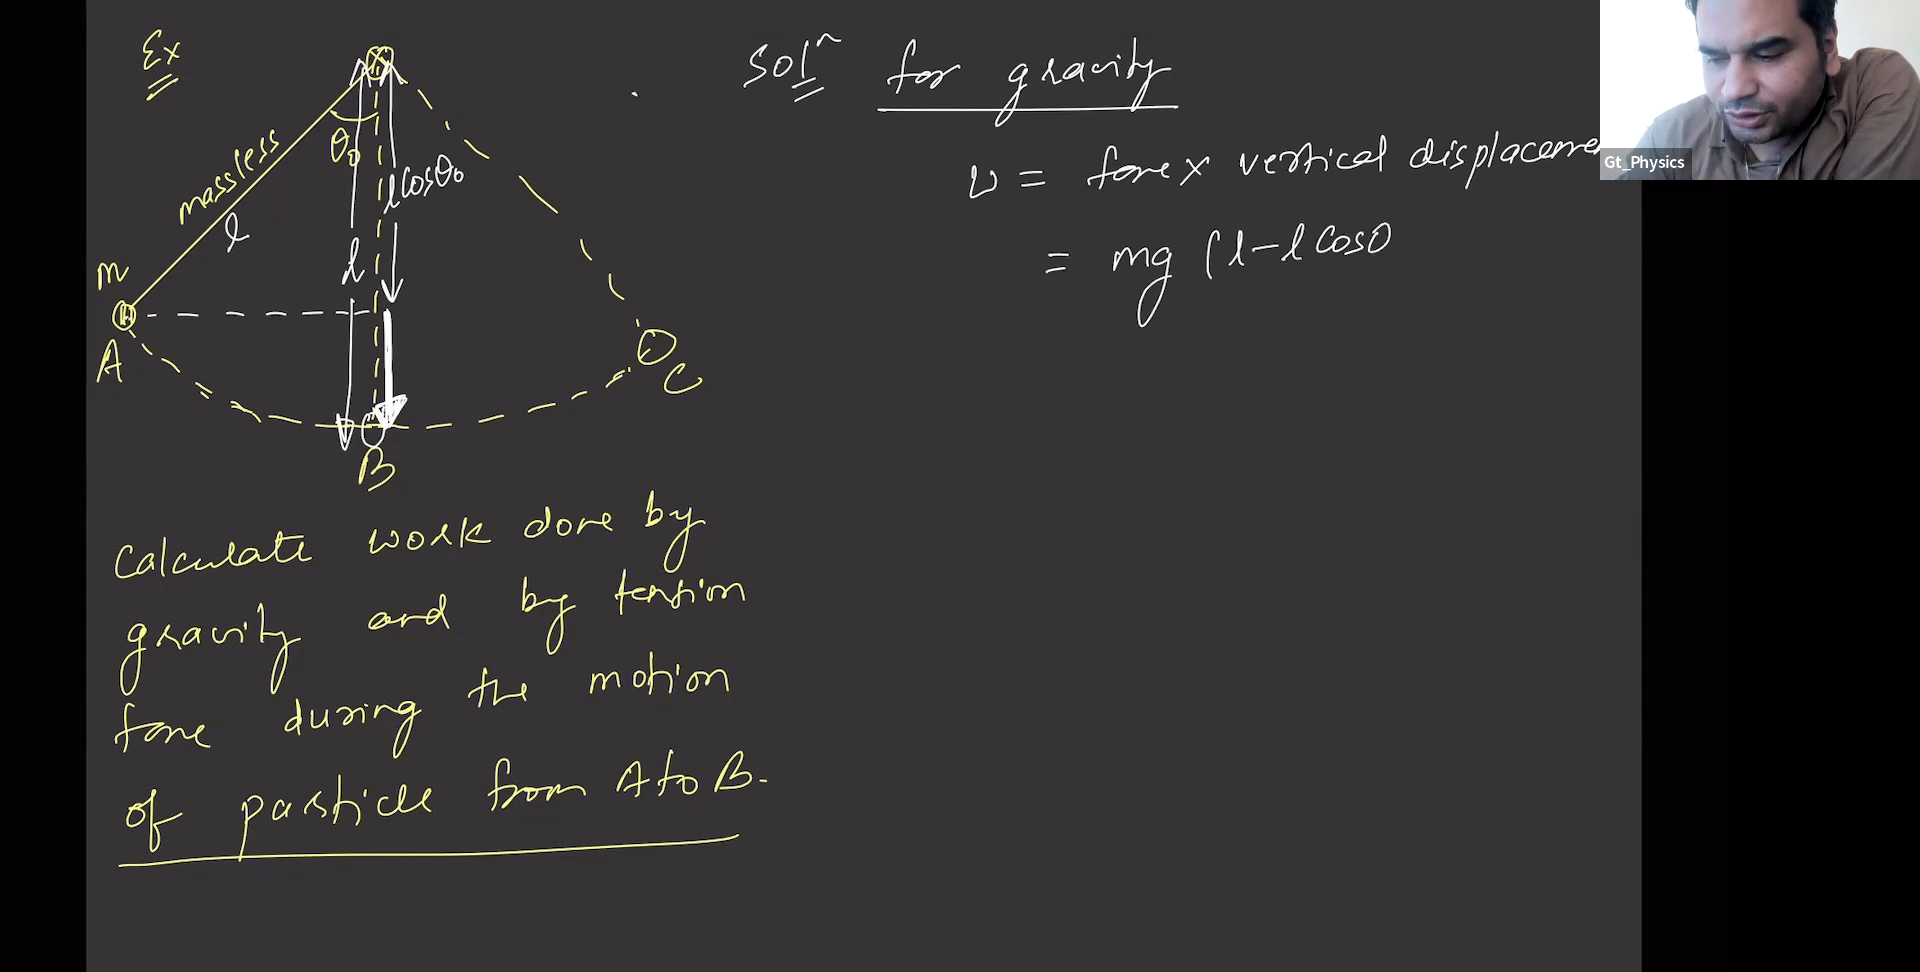 Ex
massless
θ₀
l cosθ₀
l
l
m
A
B
C
Calculate work done by
gravity and by tension
force during the motion
of particle from A to B.
Solⁿ for gravity
W = force × vertical displacemen
= mg (l - l cosθ
Gt_Physics